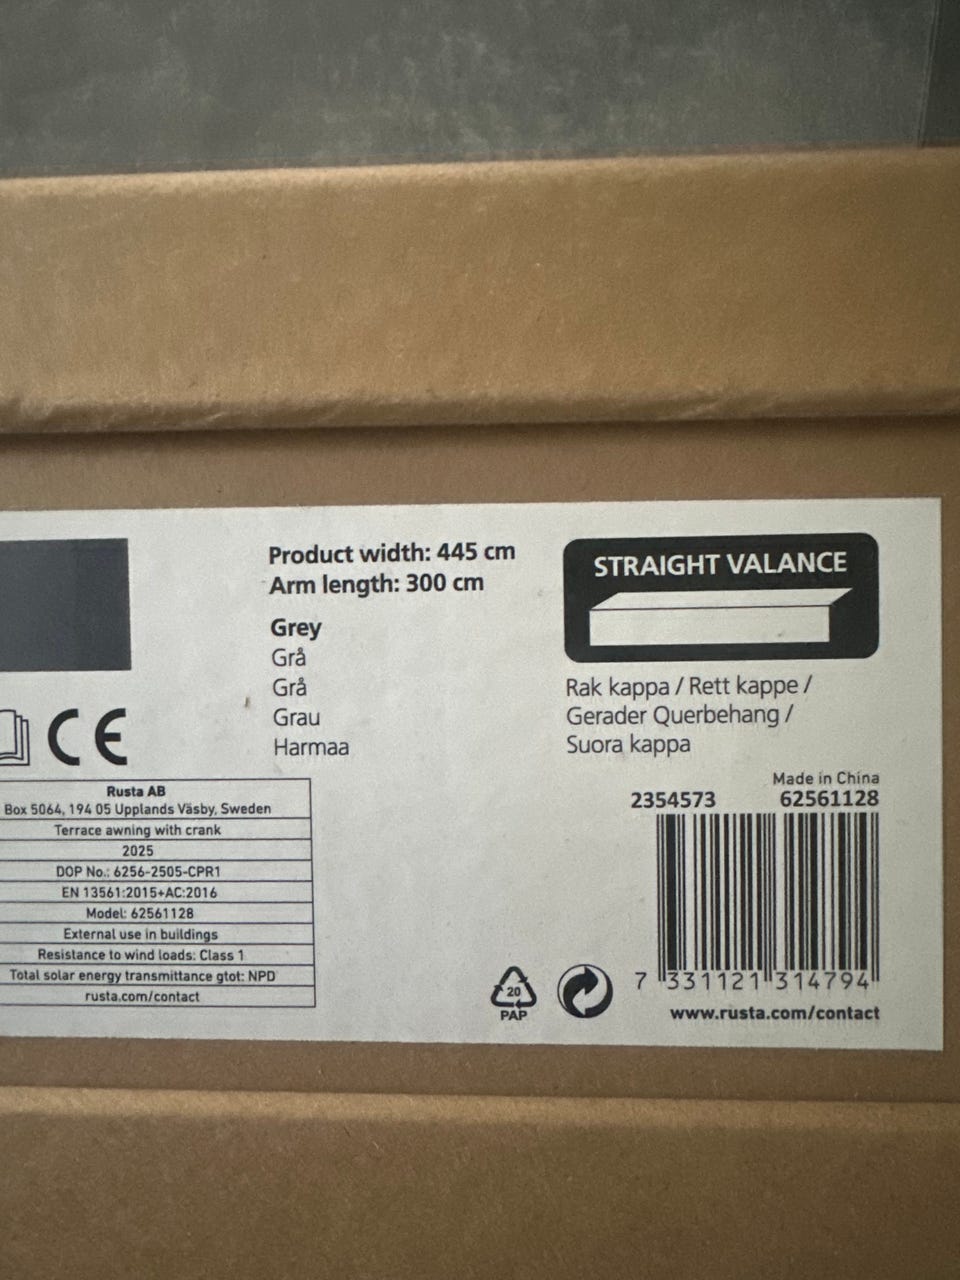 Product width: 445 cm
Arm length: 300 cm
Grey
Grå
Grå
Grau
Harmaa
STRAIGHT VALANCE
Rak kappa / Rett kappe /
Gerader Querbehang /
Suora kappa
CE
Rusta AB
Box 5064, 194 05 Upplands Väsby, Sweden
Terrace awning with crank
2025
DOP No.: 6256-2505-CPR1
EN 13561:2015+AC:2016
Model: 62561128
External use in buildings
Resistance to wind loads: Class 1
Total solar energy transmittance gtot: NPD
rusta.com/contact
Made in China
2354573 62561128
7 331121 314794
20
PAP
www.rusta.com/contact